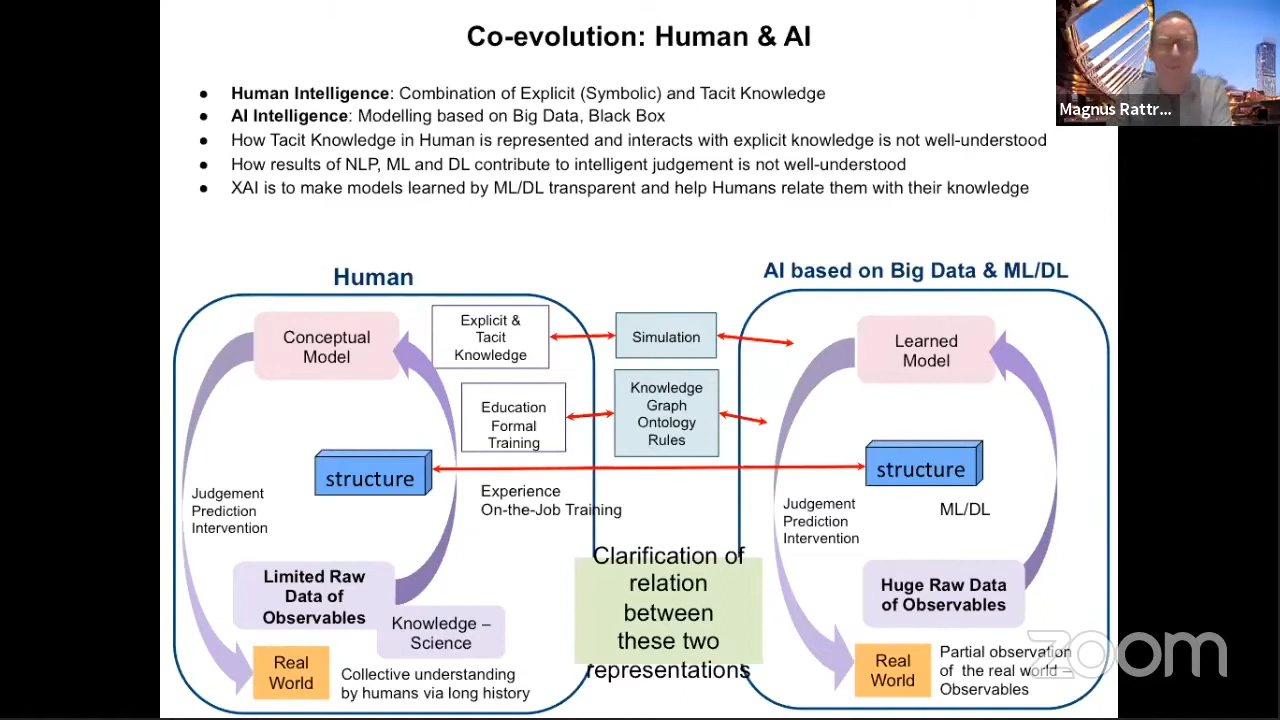 Co-evolution: Human & AI
Magnus Rattr...
● Human Intelligence: Combination of Explicit (Symbolic) and Tacit Knowledge
● AI Intelligence: Modelling based on Big Data, Black Box
● How Tacit Knowledge in Human is represented and interacts with explicit knowledge is not well-understood
● How results of NLP, ML and DL contribute to intelligent judgement is not well-understood
● XAI is to make models learned by ML/DL transparent and help Humans relate them with their knowledge
Human
Conceptual
Model
Explicit &
Tacit
Knowledge
Education
Formal
Training
structure
Judgement
Prediction
Intervention
Experience
On-the-Job Training
Limited Raw
Data of
Observables
Knowledge –
Science
Real
World
Collective understanding
by humans via long history
Simulation
Knowledge
Graph
Ontology
Rules
Clarification of
relation
between
these two
representations
AI based on Big Data & ML/DL
Learned
Model
structure
Judgement
Prediction
Intervention
ML/DL
Huge Raw Data
of Observables
Real
World
Partial observation
of the real world –
Observables
zoom